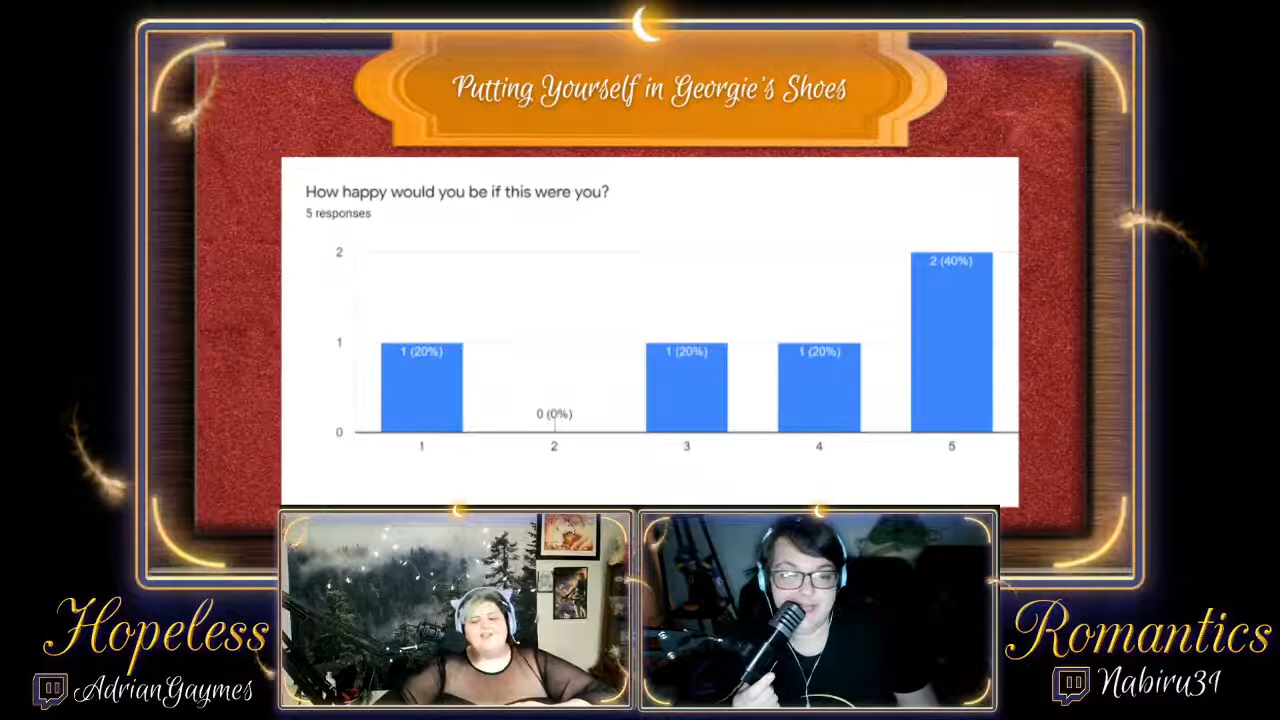 Putting Yourself in Georgie's Shoes
How happy would you be if this were you?
5 responses
2
1
0
1 (20%)
0 (0%)
1 (20%)
1 (20%)
2 (40%)
1
2
3
4
5
Hopeless
AdrianGaymes
Romantics
Nabiru31